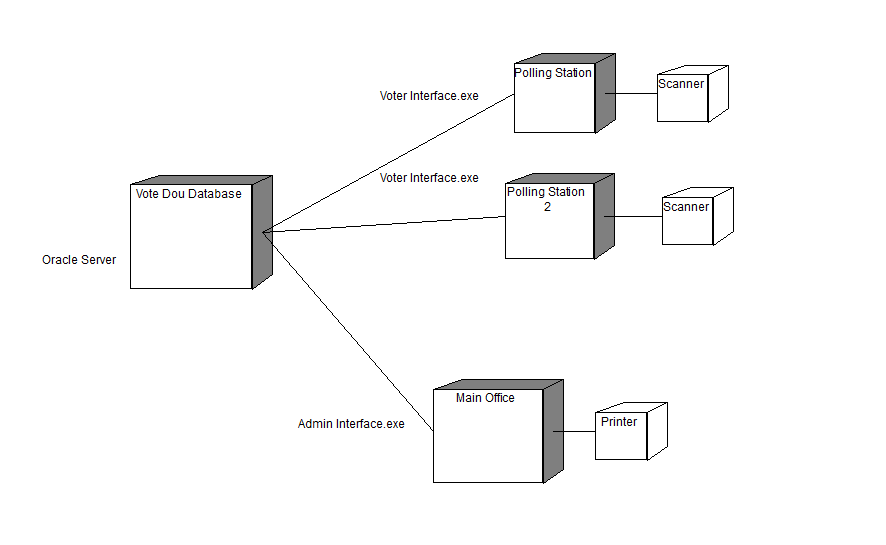 Polling Station
Scanner
Voter Interface.exe
Voter Interface.exe
Polling Station
2
Scanner
Vote Dou Database
Oracle Server
Main Office
Printer
Admin Interface.exe